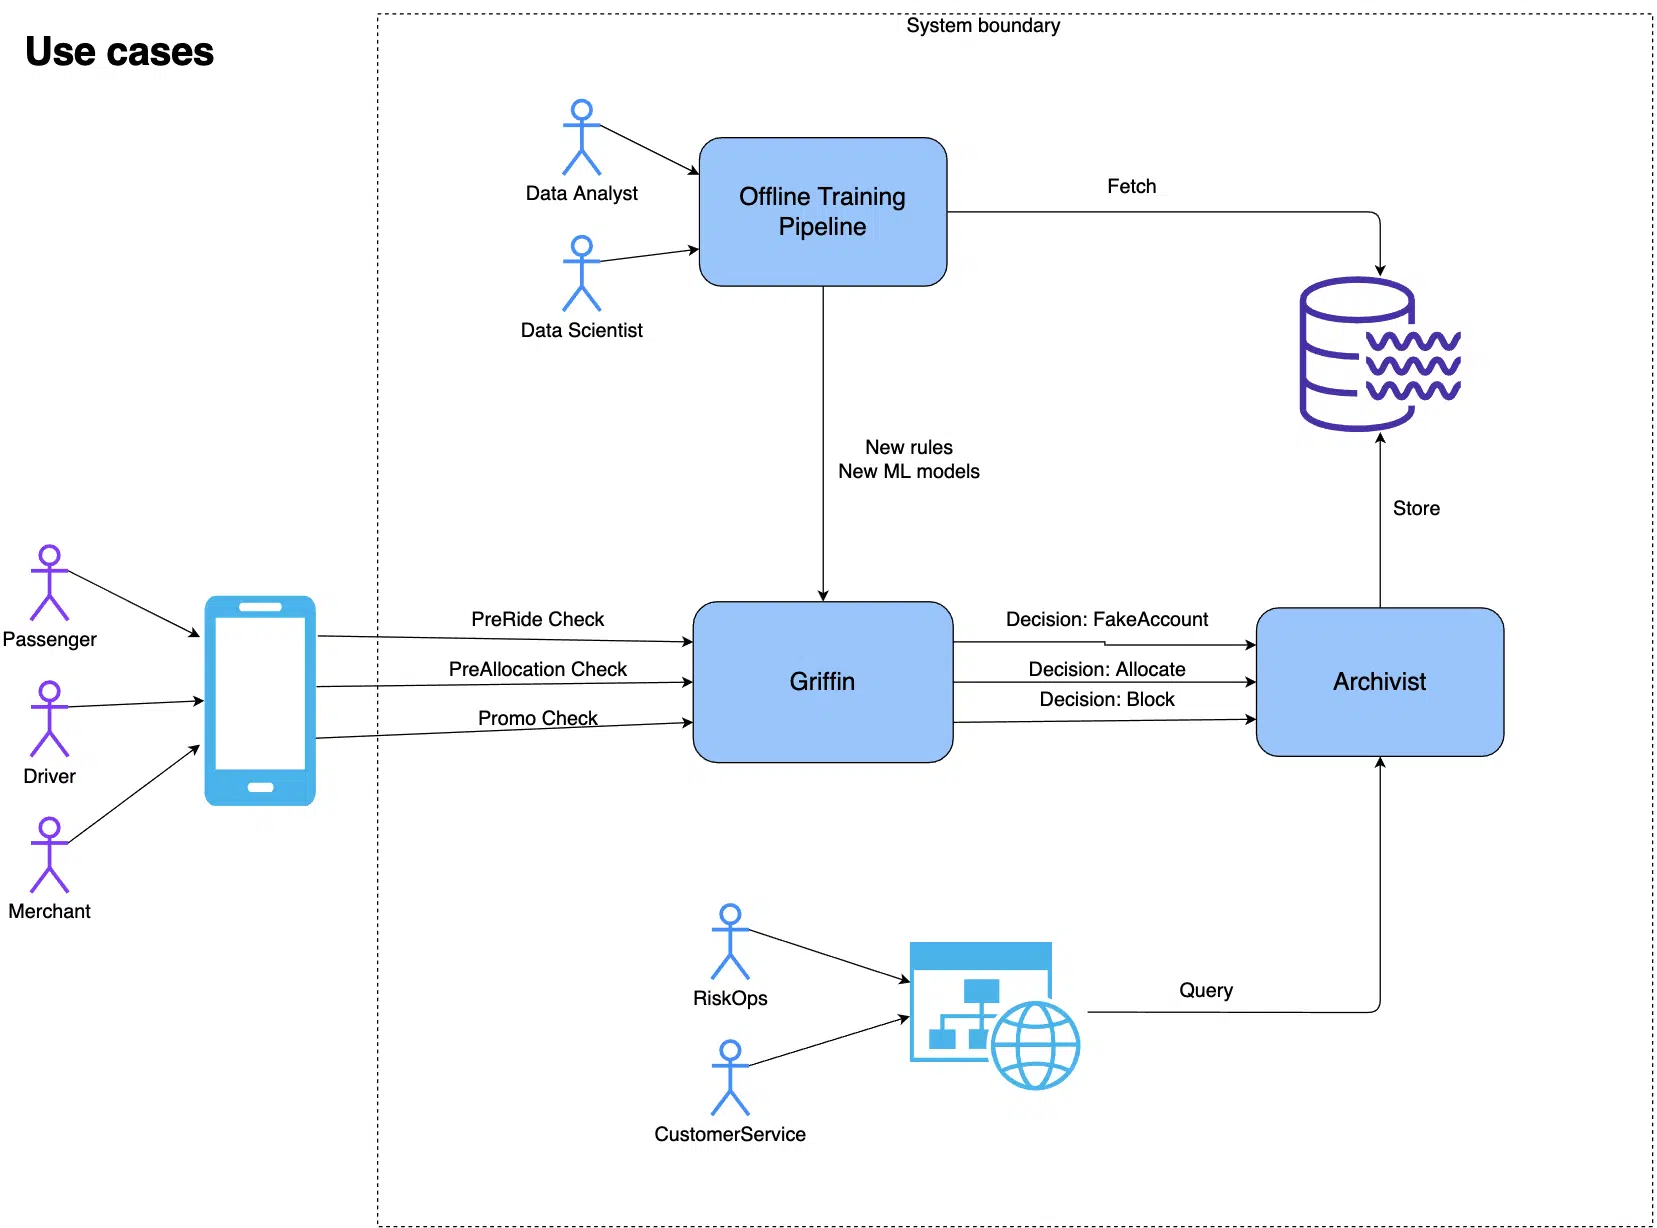 System boundary
Use cases
Data Analyst
Offline Training
Pipeline
Fetch
Data Scientist
New rules
New ML models
Store
Passenger
PreRide Check
Decision: FakeAccount
PreAllocation Check
Griffin
Decision: Allocate
Archivist
Decision: Block
Promo Check
Driver
Merchant
RiskOps
Query
CustomerService